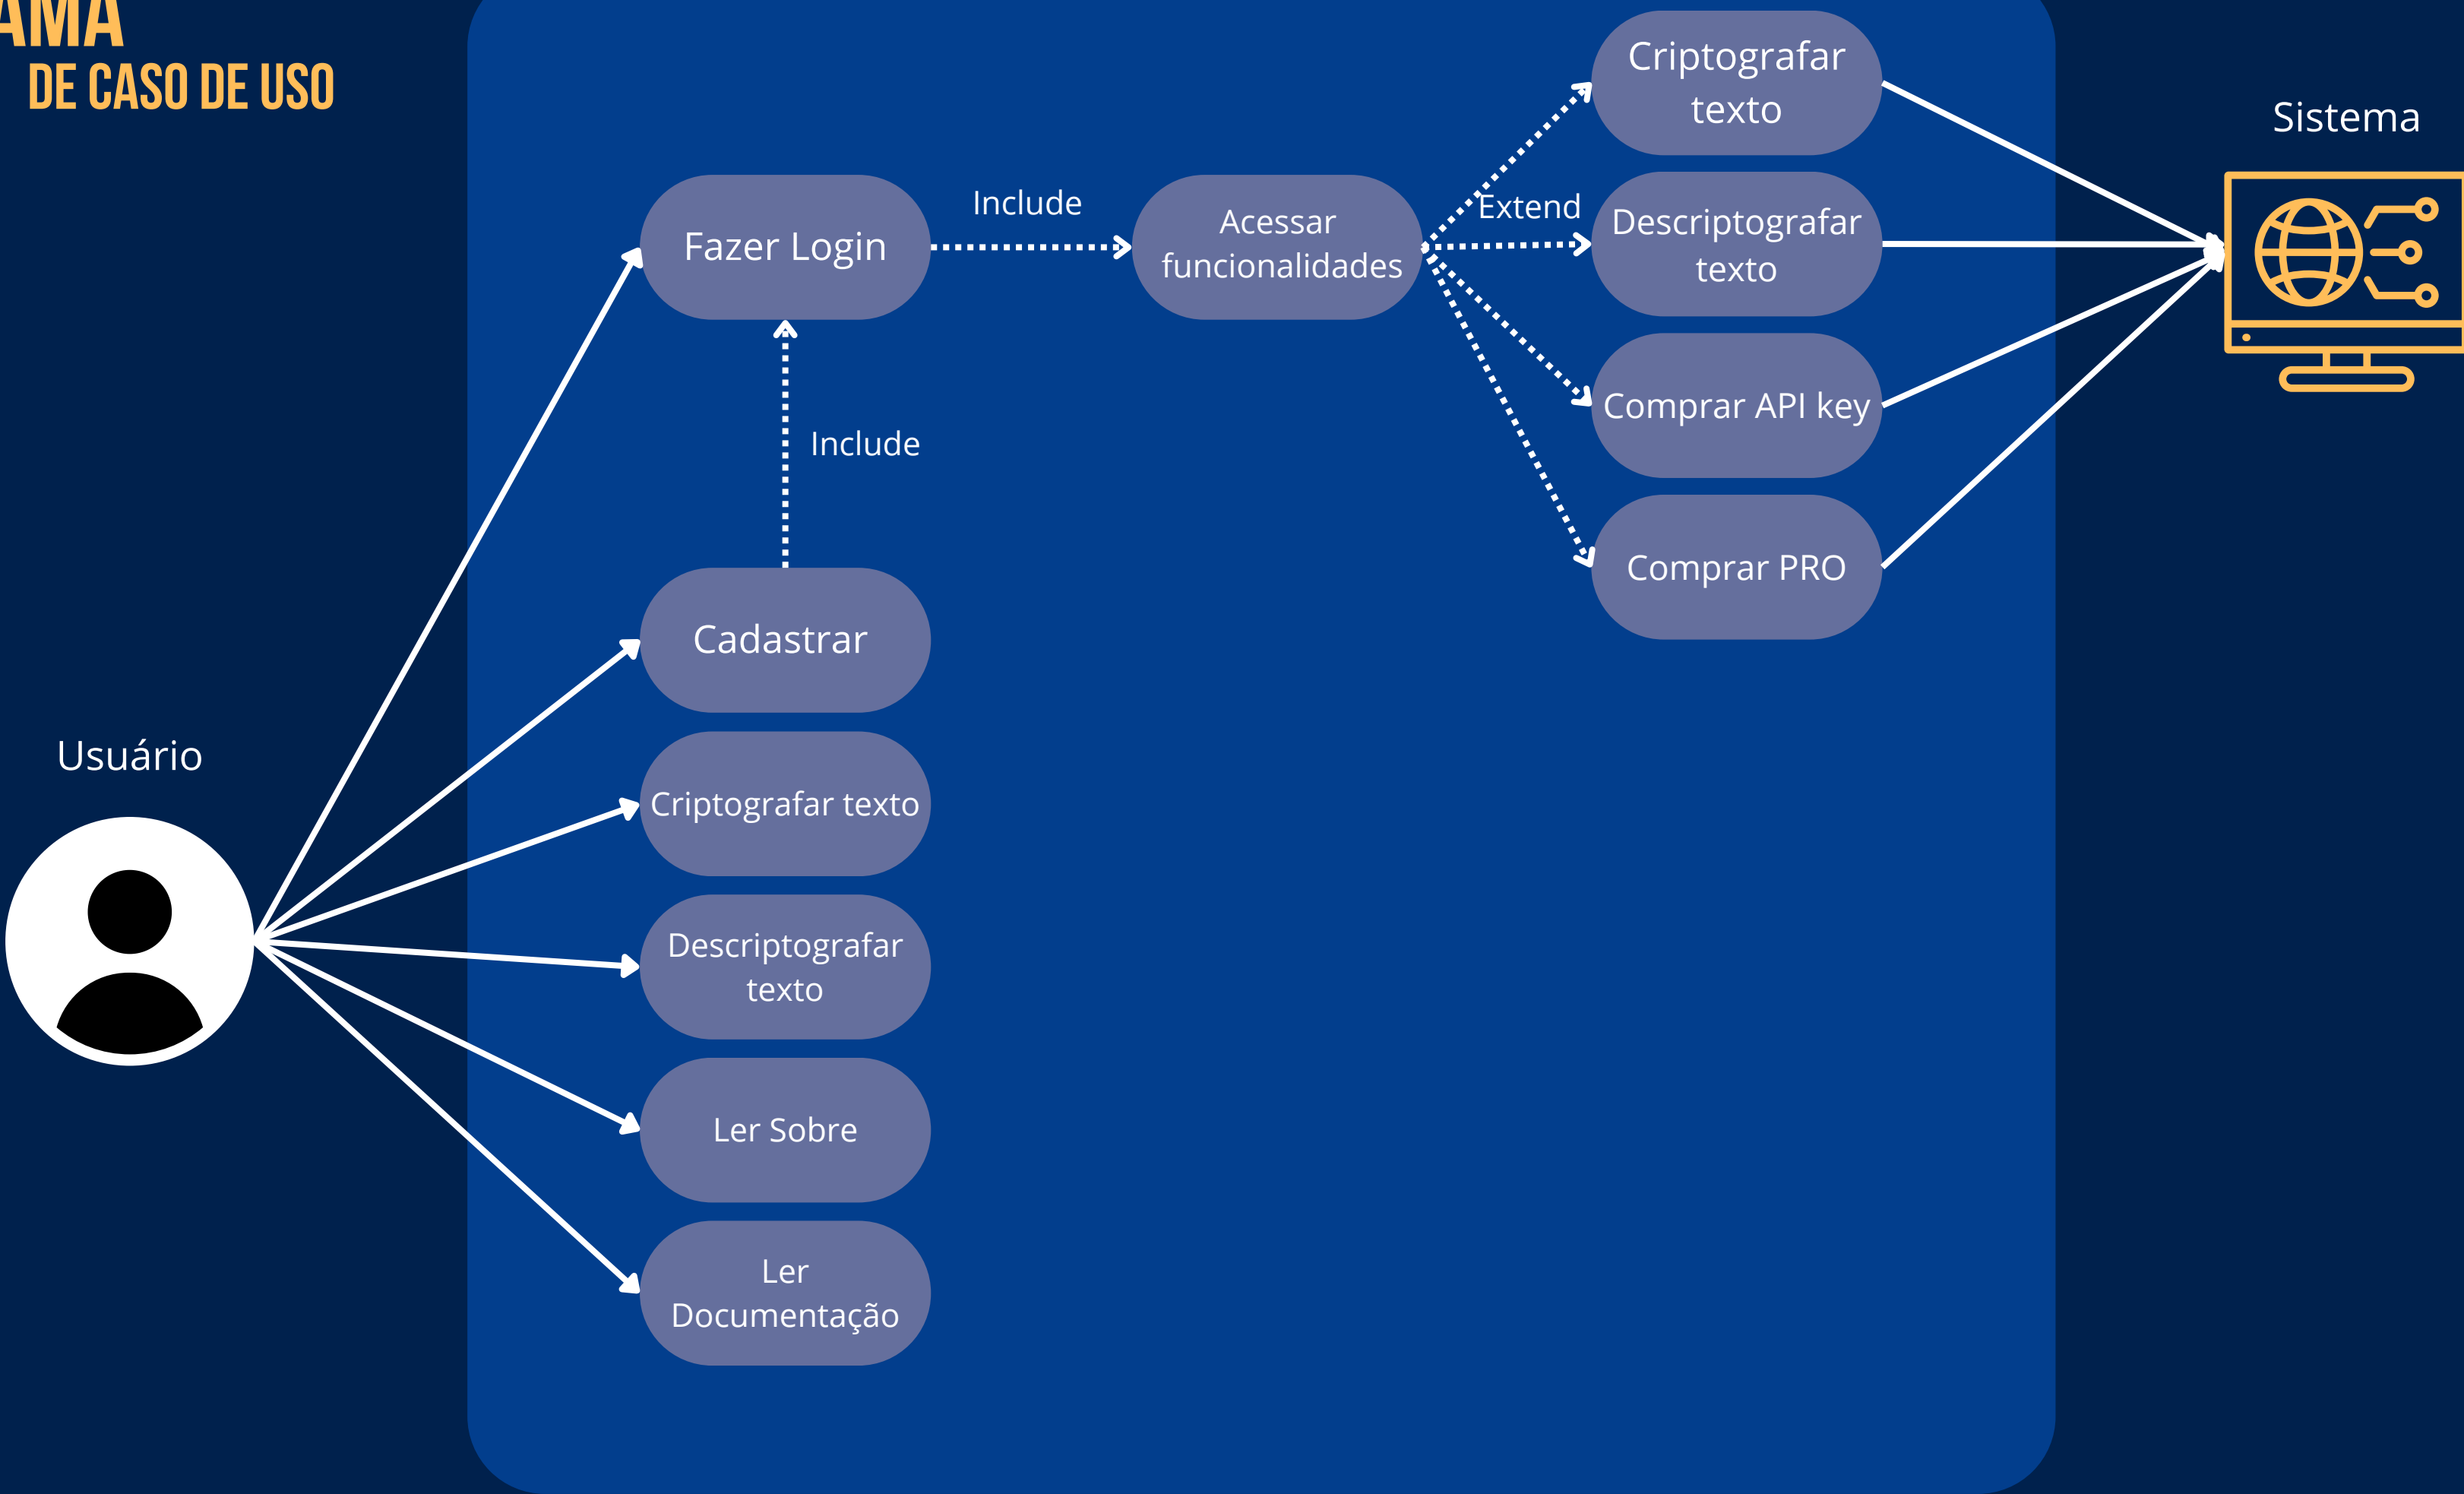 AMA
DE CASO DE USO
Criptografar
texto
Sistema
Fazer Login
Include
Acessar
funcionalidades
Extend
Descriptografar
texto
Comprar API key
Include
Comprar PRO
Cadastrar
Usuário
Criptografar texto
Descriptografar
texto
Ler Sobre
Ler
Documentação